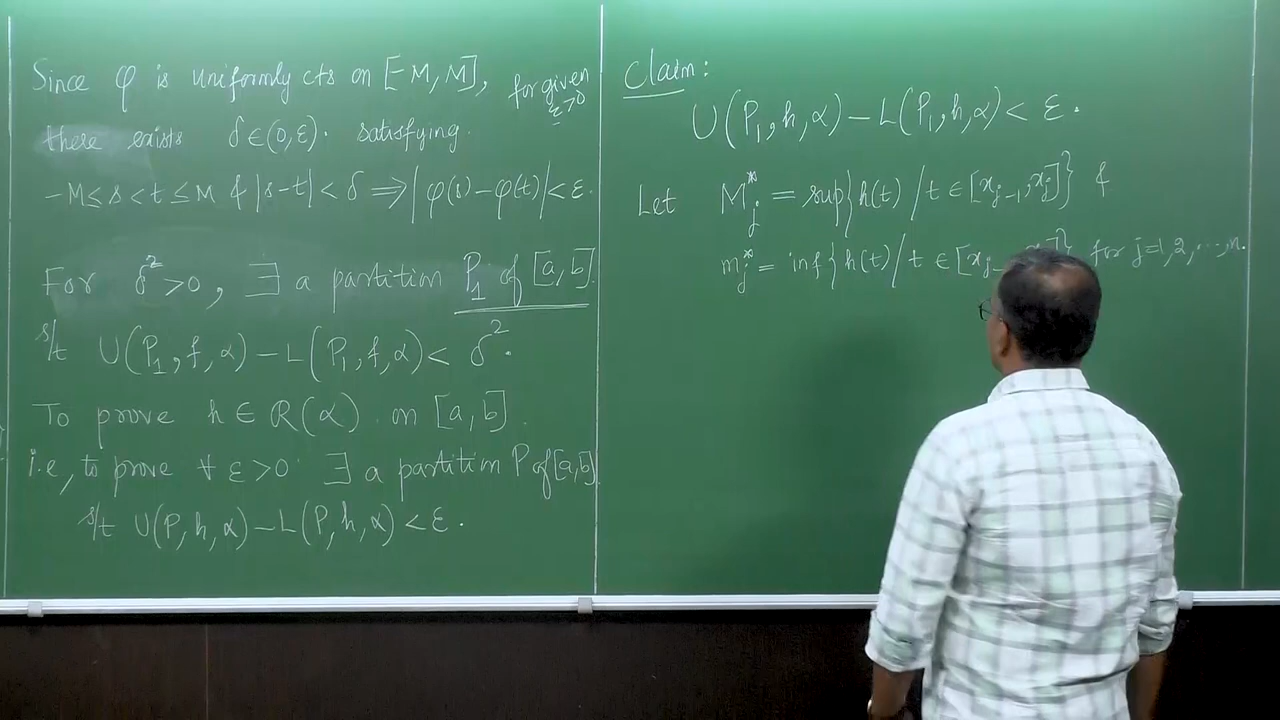 Since φ is uniformly cts on [-M, M], for given ε>0
there exists δ∈(0,ε). satisfying.
-M≤s<t≤M & |s-t|<δ ⟹ |φ(s)-φ(t)|<ε.
For δ²>0, ∃ a partition P₁ of [a,b].
s/t U(P₁,f,α)-L(P₁,f,α)< δ².
To prove h∈R(α). on [a,b].
i.e, to prove ∀ ε>0 ∃ a partition P of [a,b]
s/t U(P,h,α)-L(P,h,α)<ε.
Claim:
U(P₁,h,α)-L(P₁,h,α)< ε.
Let M*ⱼ = sup{h(t) / t∈[xⱼ₋₁,xⱼ]} &
m*ⱼ = inf{h(t)/t∈[xⱼ₋ ]} for j=1,2,...,n.